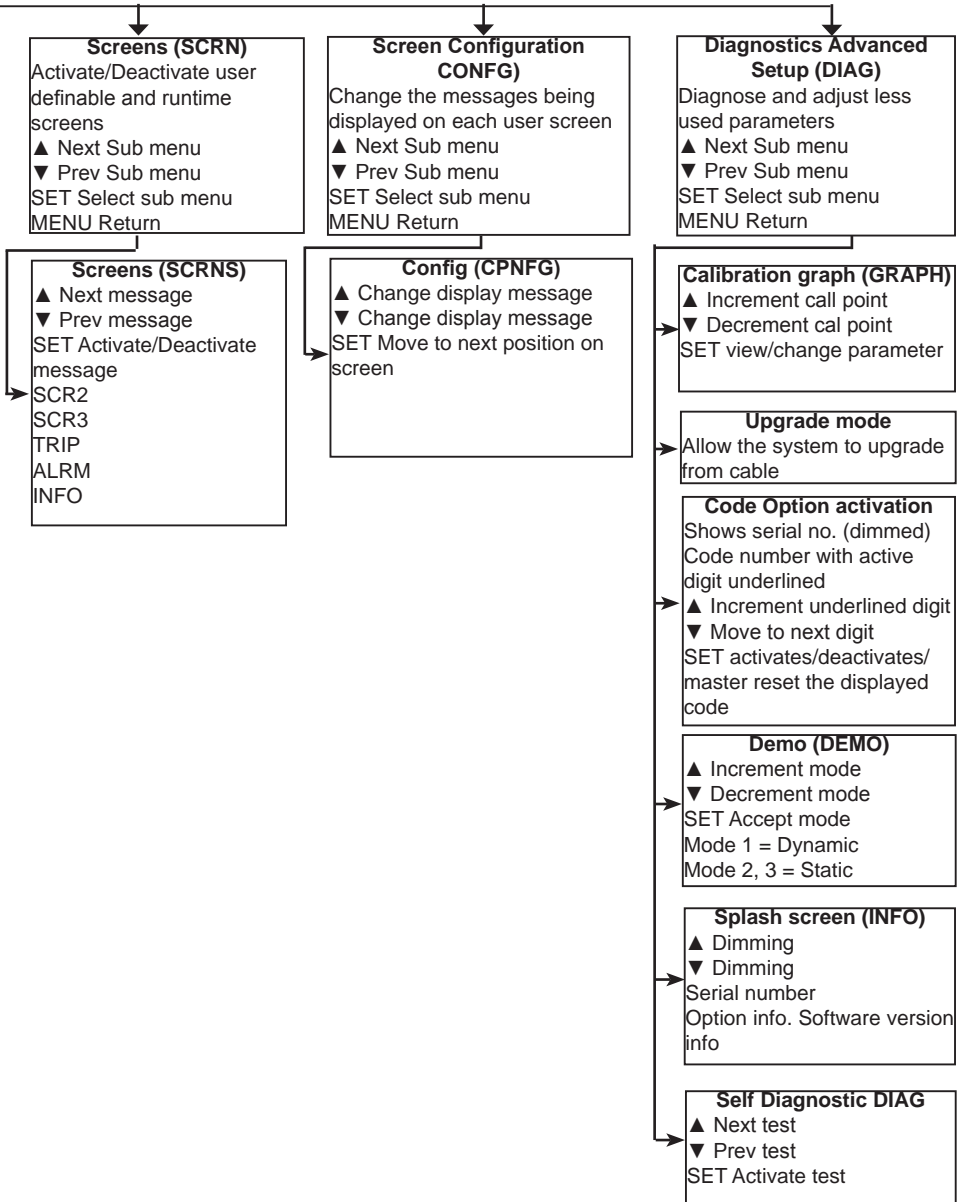 Screens (SCRN)
Activate/Deactivate user
definable and runtime
screens
▲ Next Sub menu
▼ Prev Sub menu
SET Select sub menu
MENU Return
Screens (SCRNS)
▲ Next message
▼ Prev message
SET Activate/Deactivate
message
SCR2
SCR3
TRIP
ALRM
INFO
Screen Configuration
CONFG)
Change the messages being
displayed on each user screen
▲ Next Sub menu
▼ Prev Sub menu
SET Select sub menu
MENU Return
Config (CPNFG)
▲ Change display message
▼ Change display message
SET Move to next position on
screen
Diagnostics Advanced
Setup (DIAG)
Diagnose and adjust less
used parameters
▲ Next Sub menu
▼ Prev Sub menu
SET Select sub menu
MENU Return
Calibration graph (GRAPH)
▲ Increment call point
▼ Decrement cal point
SET view/change parameter
Upgrade mode
Allow the system to upgrade
from cable
Code Option activation
Shows serial no. (dimmed)
Code number with active
digit underlined
▲ Increment underlined digit
▼ Move to next digit
SET activates/deactivates/
master reset the displayed
code
Demo (DEMO)
▲ Increment mode
▼ Decrement mode
SET Accept mode
Mode 1 = Dynamic
Mode 2, 3 = Static
Splash screen (INFO)
▲ Dimming
▼ Dimming
Serial number
Option info. Software version
info
Self Diagnostic DIAG
▲ Next test
▼ Prev test
SET Activate test